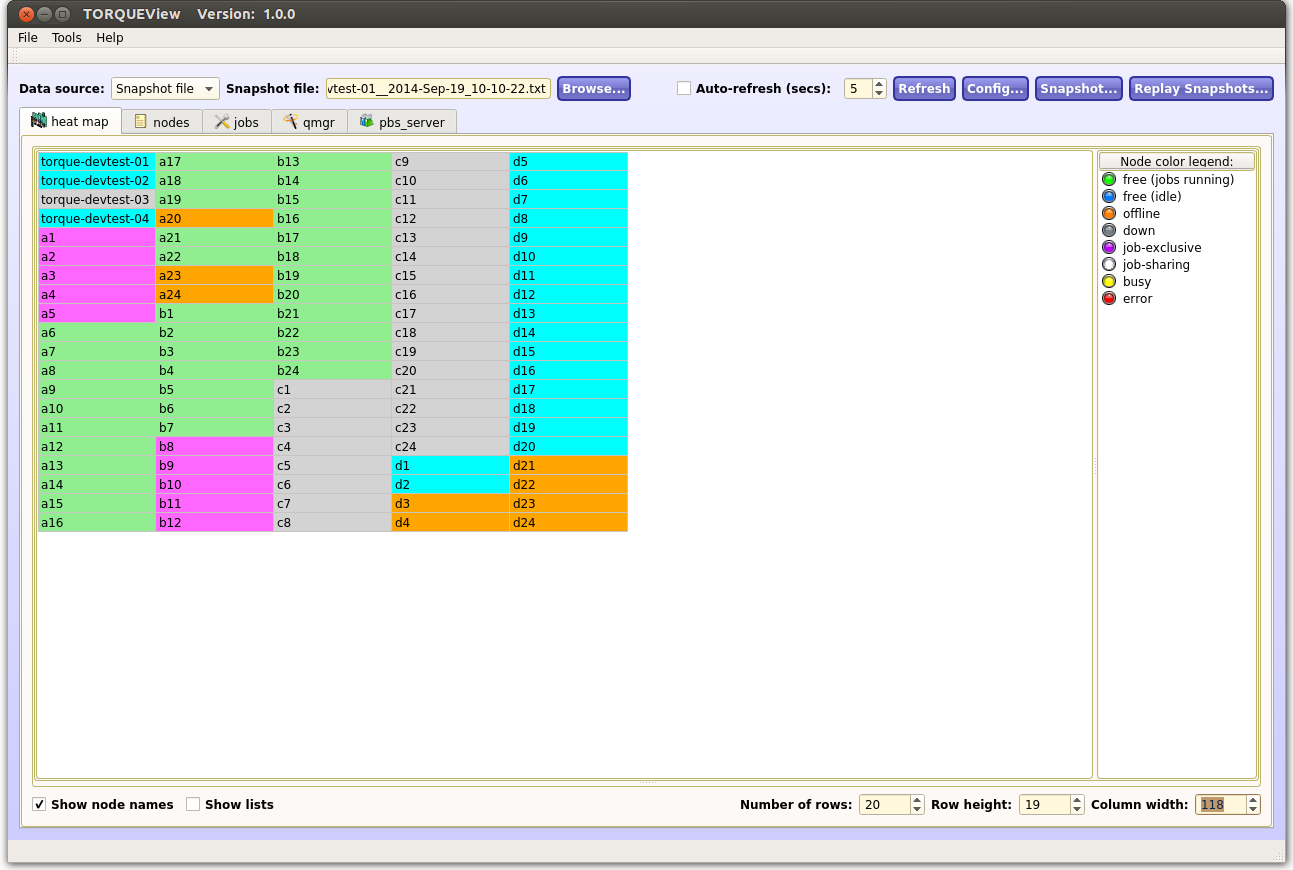 TORQUEView Version: 1.0.0
File Tools Help
Data source: Snapshot file Snapshot file: vtest-01__2014-Sep-19_10-10-22.txt Browse... Auto-refresh (secs): 5 Refresh Config... Snapshot... Replay Snapshots...
heat map nodes jobs qmgr pbs_server
torque-devtest-01 a17 b13 c9 d5
torque-devtest-02 a18 b14 c10 d6
torque-devtest-03 a19 b15 c11 d7
torque-devtest-04 a20 b16 c12 d8
a1 a21 b17 c13 d9
a2 a22 b18 c14 d10
a3 a23 b19 c15 d11
a4 a24 b20 c16 d12
a5 b1 b21 c17 d13
a6 b2 b22 c18 d14
a7 b3 b23 c19 d15
a8 b4 b24 c20 d16
a9 b5 c1 c21 d17
a10 b6 c2 c22 d18
a11 b7 c3 c23 d19
a12 b8 c4 c24 d20
a13 b9 c5 d1 d21
a14 b10 c6 d2 d22
a15 b11 c7 d3 d23
a16 b12 c8 d4 d24
Node color legend:
free (jobs running)
free (idle)
offline
down
job-exclusive
job-sharing
busy
error
Show node names Show lists Number of rows: 20 Row height: 19 Column width: 118